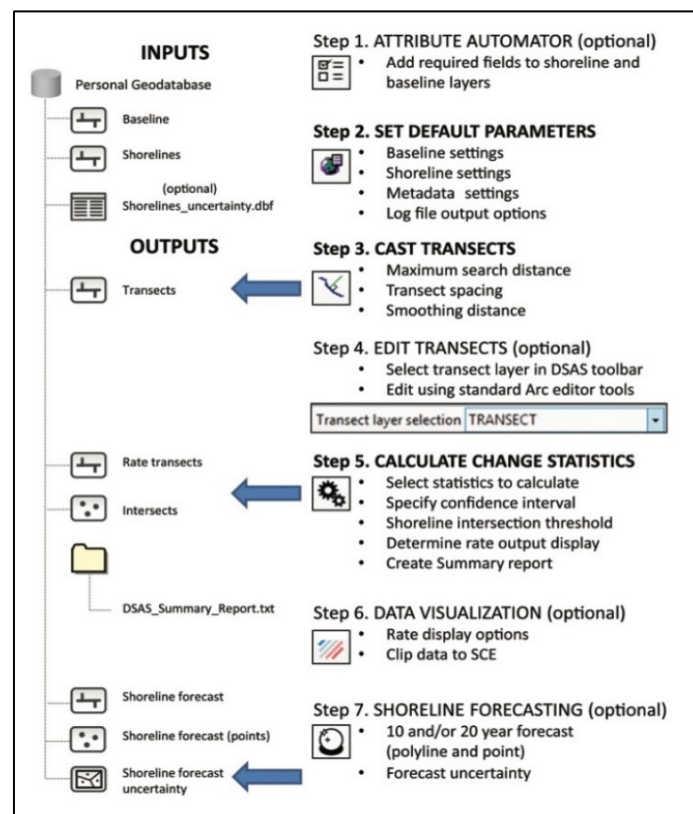 INPUTS
Personal Geodatabase
Baseline
Shorelines
(optional)
Shorelines_uncertainty.dbf
OUTPUTS
Transects
Rate transects
Intersects
DSAS_Summary_Report.txt
Shoreline forecast
Shoreline forecast (points)
Shoreline forecast
uncertainty
Step 1. ATTRIBUTE AUTOMATOR (optional)
• Add required fields to shoreline and
baseline layers
Step 2. SET DEFAULT PARAMETERS
• Baseline settings
• Shoreline settings
• Metadata settings
• Log file output options
Step 3. CAST TRANSECTS
• Maximum search distance
• Transect spacing
• Smoothing distance
Step 4. EDIT TRANSECTS (optional)
• Select transect layer in DSAS toolbar
• Edit using standard Arc editor tools
Transect layer selection TRANSECT
Step 5. CALCULATE CHANGE STATISTICS
• Select statistics to calculate
• Specify confidence interval
• Shoreline intersection threshold
• Determine rate output display
• Create Summary report
Step 6. DATA VISUALIZATION (optional)
• Rate display options
• Clip data to SCE
Step 7. SHORELINE FORECASTING (optional)
• 10 and/or 20 year forecast
(polyline and point)
• Forecast uncertainty